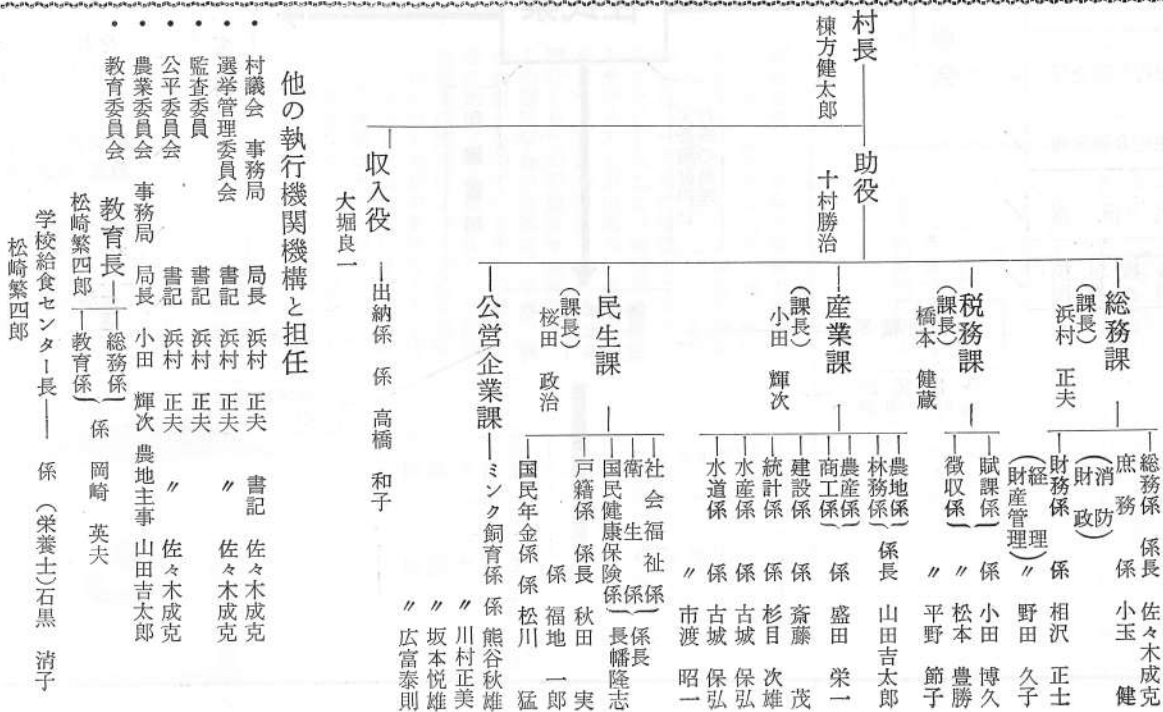 村長
棟方健太郎
助役
十村勝治
総務課
（課長）
浜村 正夫
総務係 係長 佐々木成克
庶務 係 小玉 健
（消防）
（財政）
財務係 係 相沢 正士
（経理）
（財産管理）〃 野田 久子
税務課
（課長）
橋本 健蔵
賦課係 係 小田 博久
〃 松本 豊勝
徴収係 〃 平野 節子
産業課
（課長）
小田 輝次
農地係
林務係 係長 山田吉太郎
農産係
商工係 係 盛田 栄一
建設係 係 斎藤 茂
統計係 係 杉目 次雄
水産係 係 古城 保弘
水道係 係 古城 保弘
〃 市渡 昭一
民生課
（課長）
桜田 政治
社会福祉係
衛生係 係長
国民健康保険係 長幡隆志
戸籍係 係長 秋田 実
係 福地 一郎
国民年金係 係 松川 猛
公営企業課
ミンク飼育係 係 熊谷秋雄
〃 川村正美
〃 坂本悦雄
〃 広富泰則
収入役
大堀良一
出納係 係 高橋 和子
他の執行機関機構と担任
・村議会 事務局 局長 浜村 正夫 書記 佐々木成克
・選挙管理委員会 書記 浜村 正夫 〃 佐々木成克
・監査委員 書記 浜村 正夫
・公平委員会 書記 浜村 正夫 〃 佐々木成克
・農業委員会 事務局 局長 小田 輝次 農地主事 山田吉太郎
・教育委員会
教育長
松崎繁四郎
総務係
教育係 係 岡崎 英夫
学校給食センター長 係 （栄養士）石黒 清子
松崎繁四郎